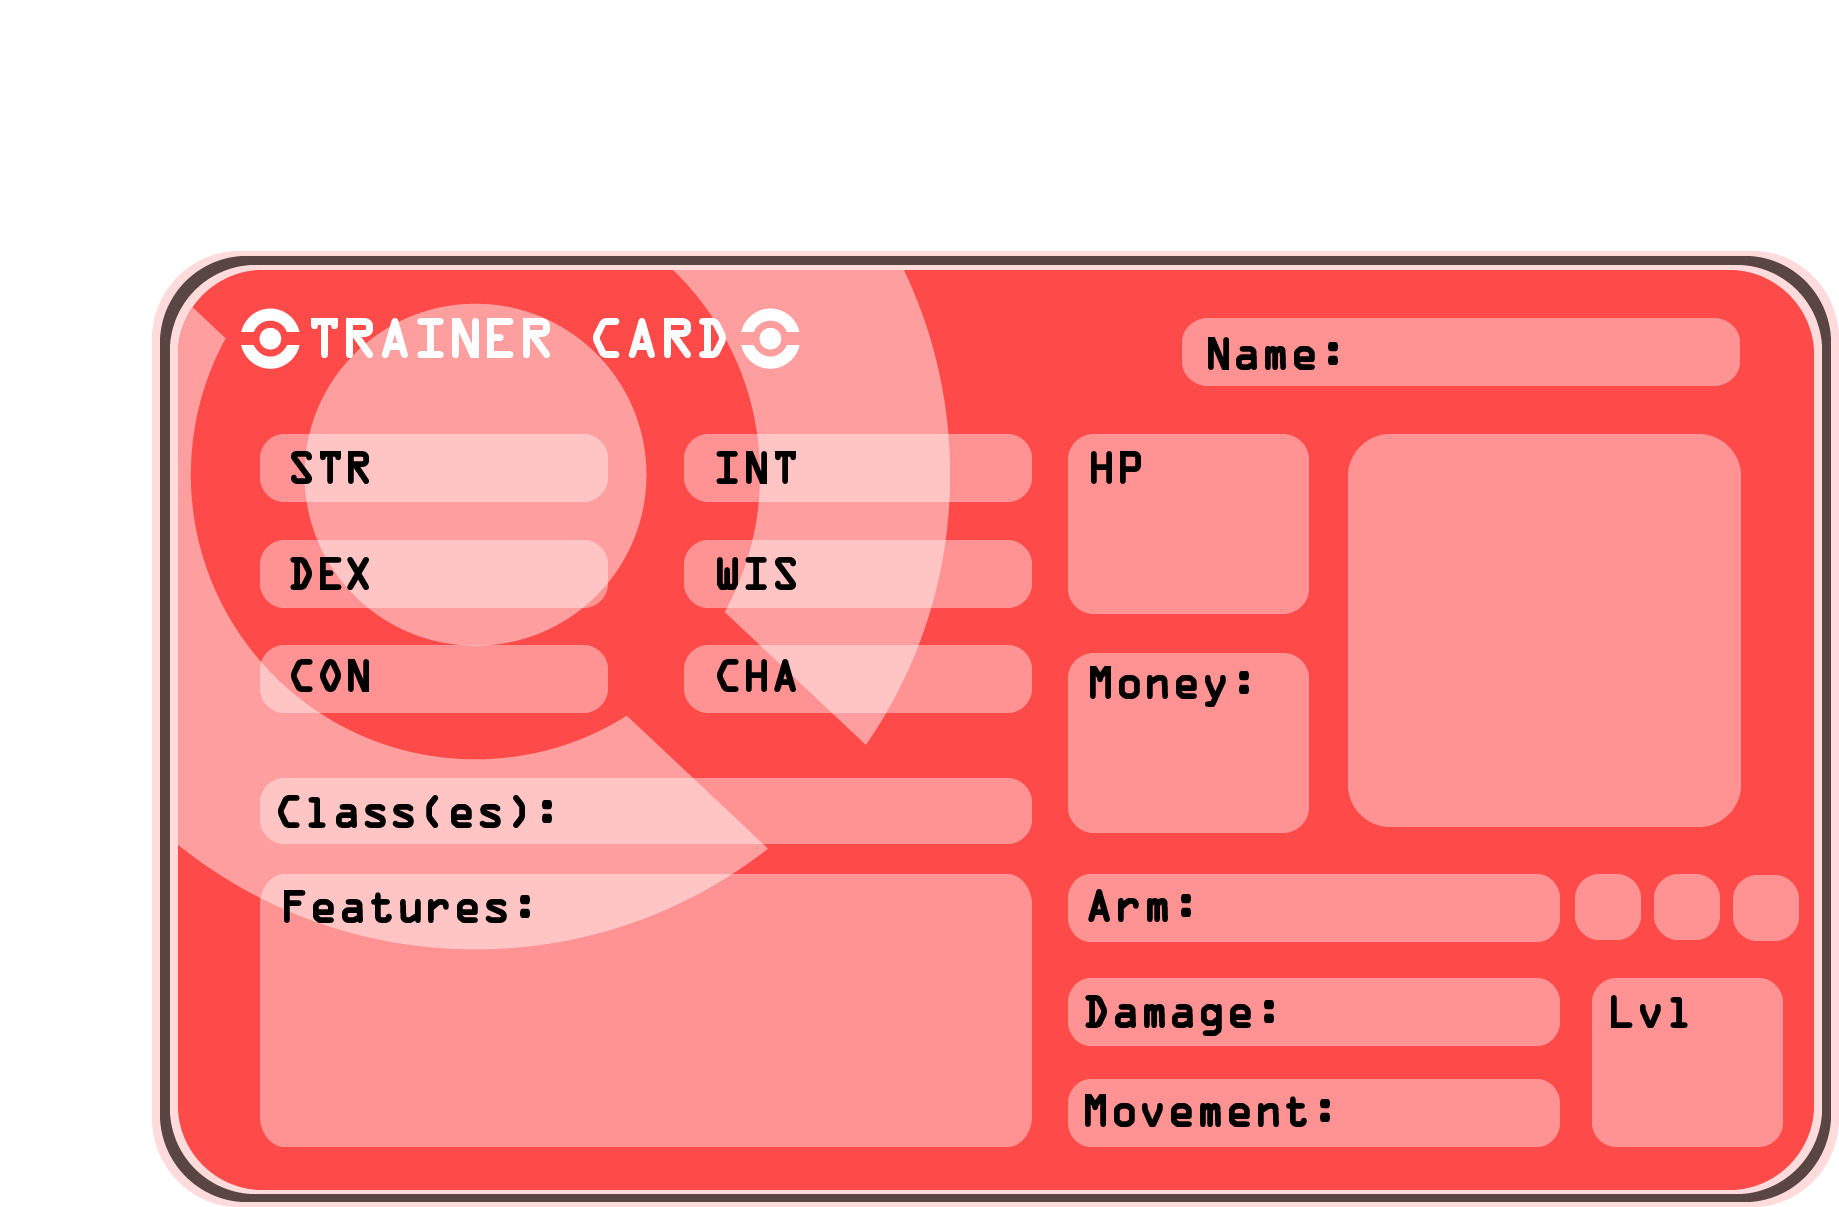 TRAINER CARD
Name:
STR
INT
HP
DEX
WIS
CON
CHA
Money:
Class(es):
Features:
Arm:
Damage:
Lvl
Movement: